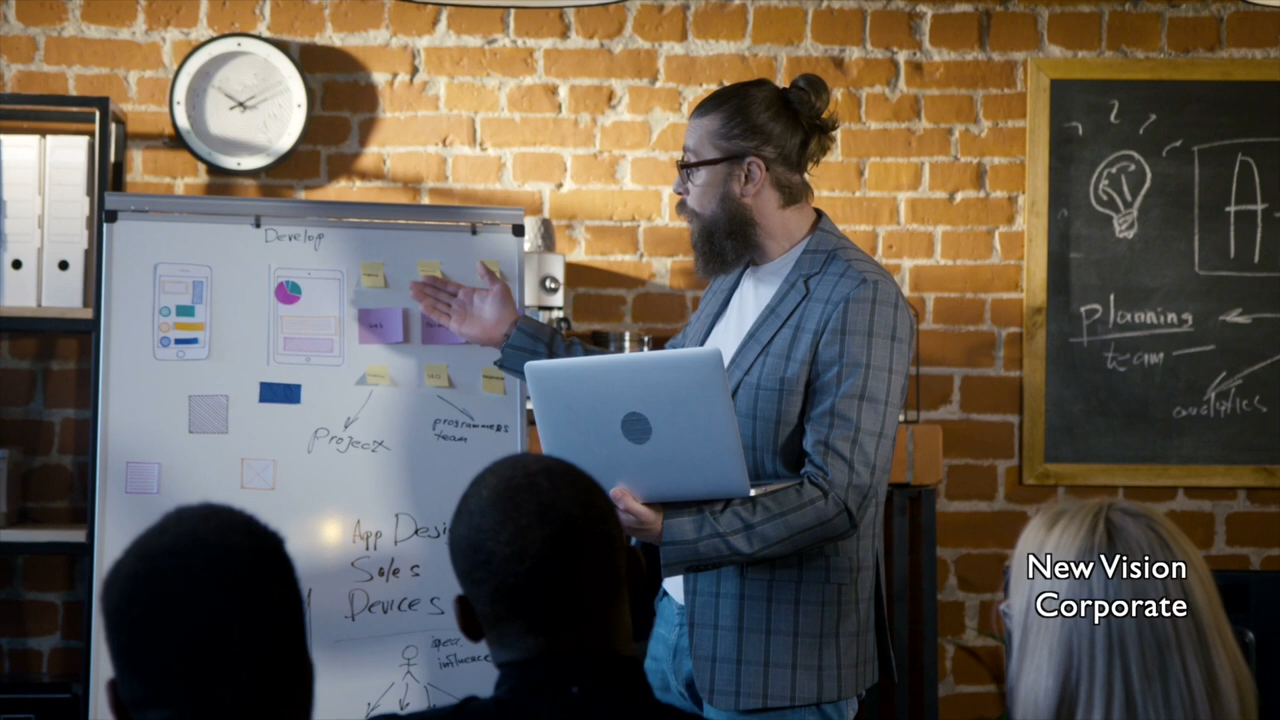 Develop
Project
programmers
team
App Desi
Sales
Devices
influence
A
planning
team
analytics
New Vision
Corporate